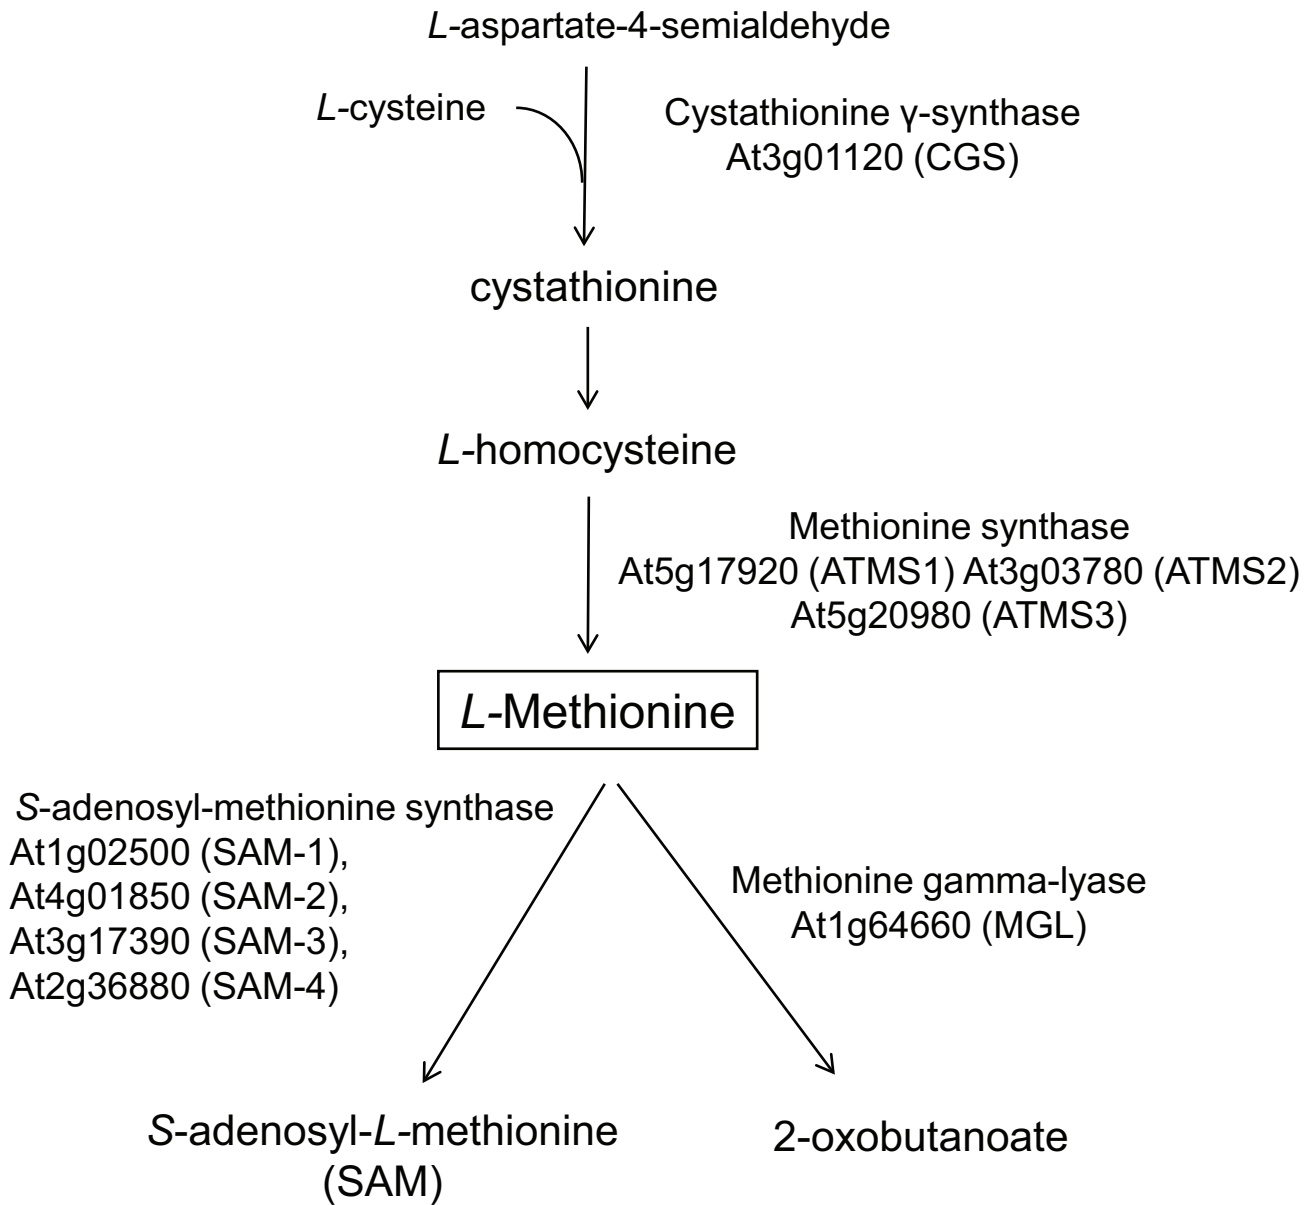 L-aspartate-4-semialdehyde
L-cysteine
Cystathionine γ-synthase
At3g01120 (CGS)
cystathionine
L-homocysteine
Methionine synthase
At5g17920 (ATMS1) At3g03780 (ATMS2)
At5g20980 (ATMS3)
L-Methionine
S-adenosyl-methionine synthase
At1g02500 (SAM-1),
At4g01850 (SAM-2),
At3g17390 (SAM-3),
At2g36880 (SAM-4)
Methionine gamma-lyase
At1g64660 (MGL)
S-adenosyl-L-methionine
(SAM)
2-oxobutanoate